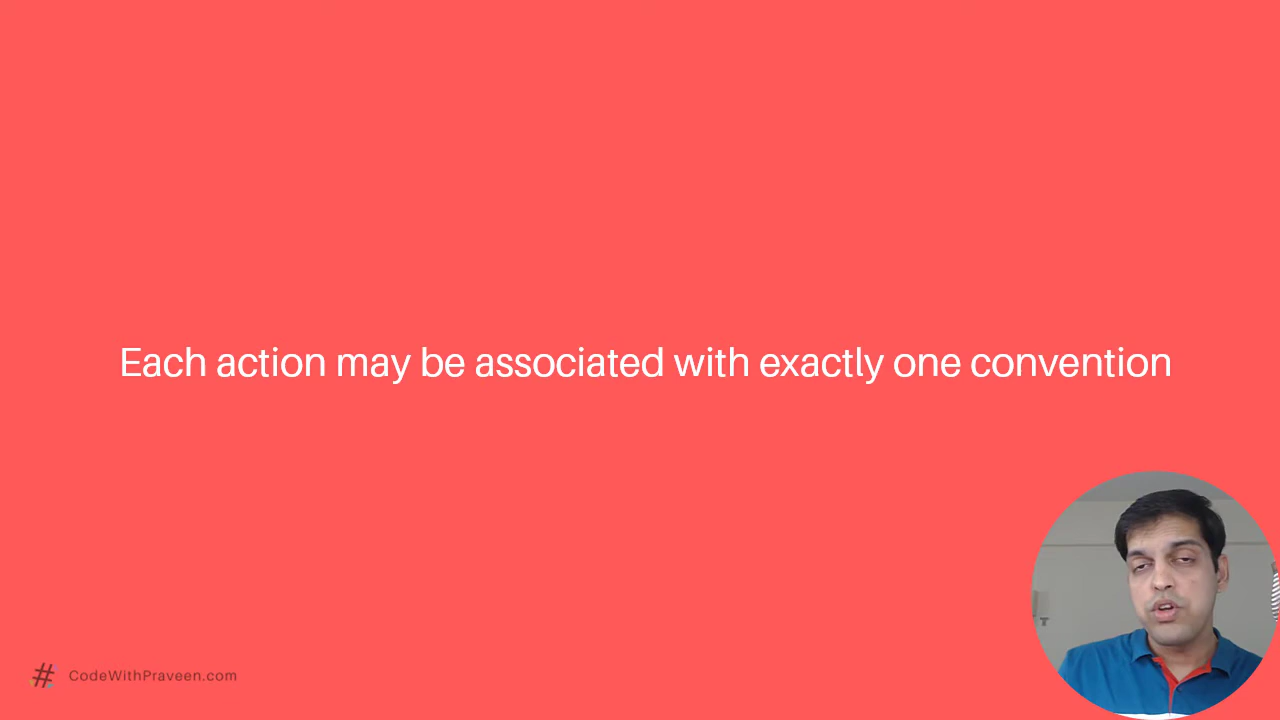 Each action may be associated with exactly one convention
# CodeWithPraveen.com